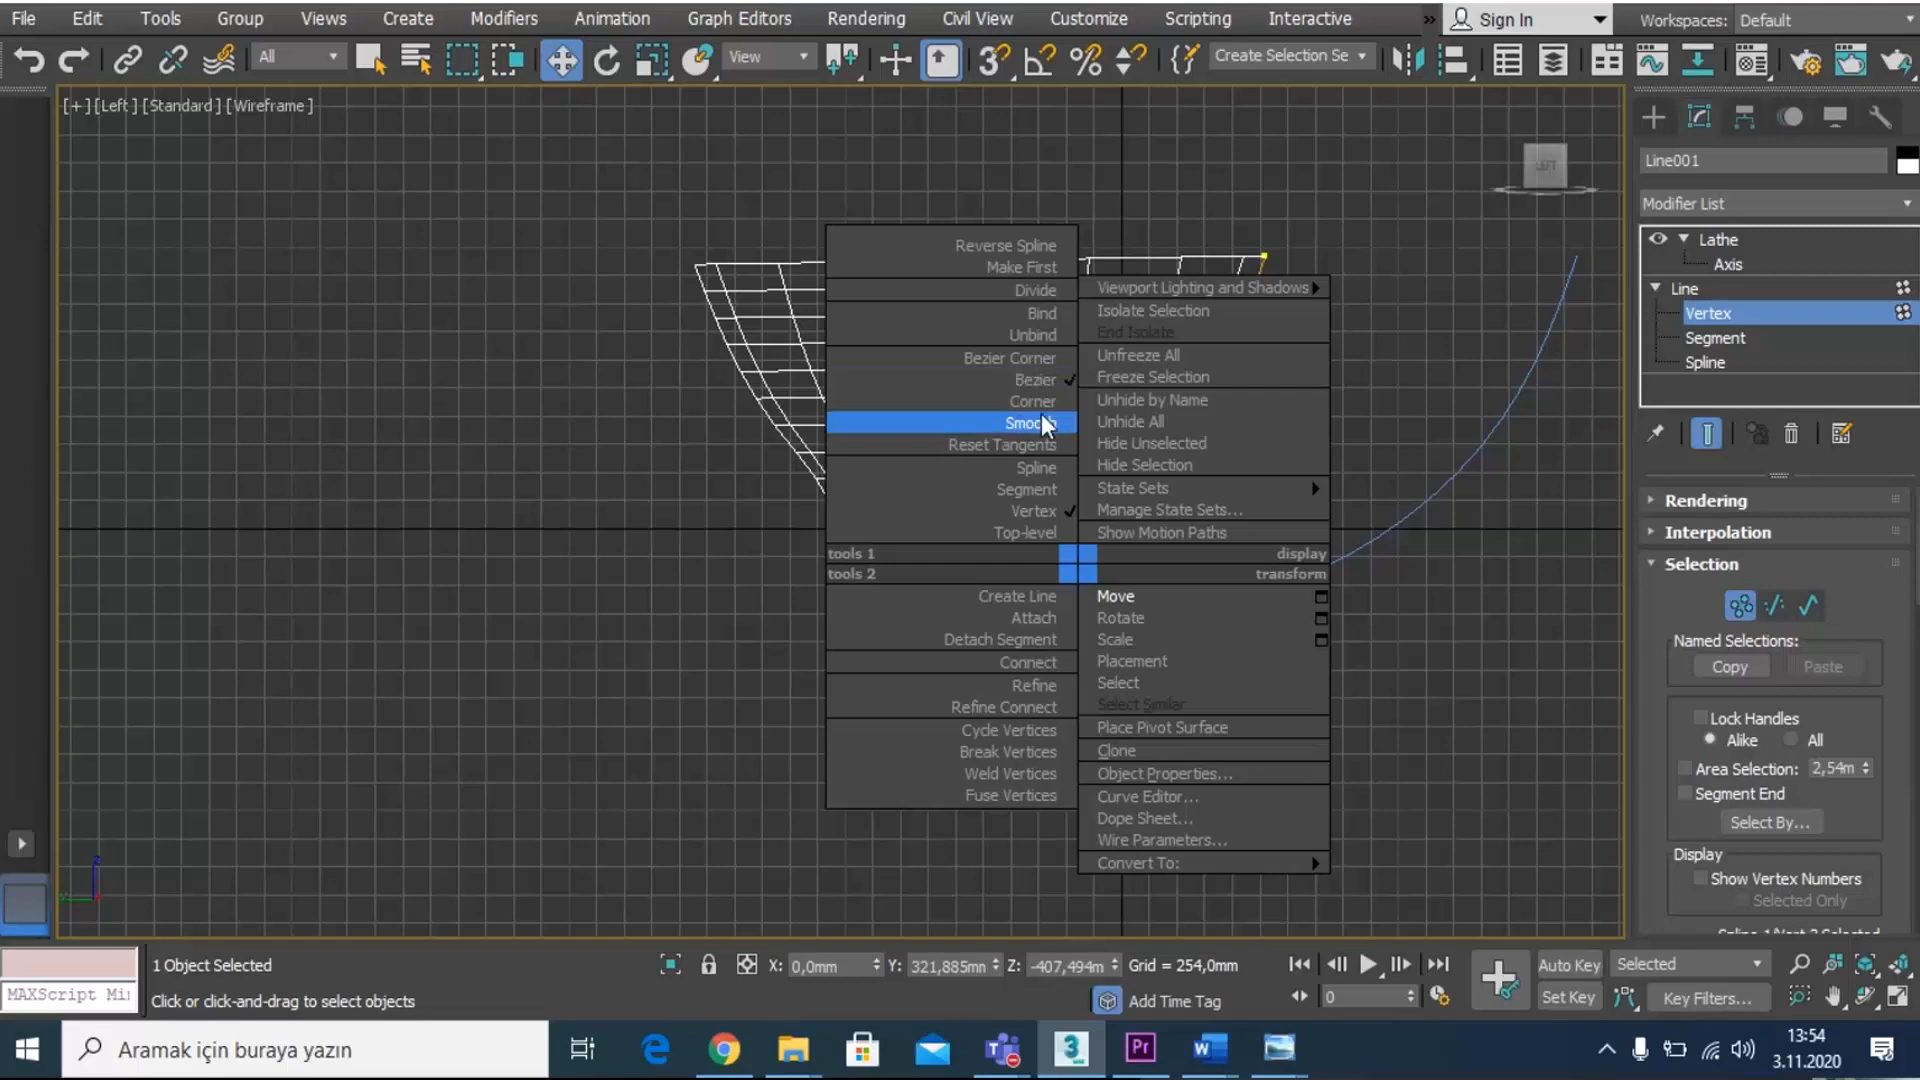 File Edit Tools Group Views Create Modifiers Animation Graph Editors Rendering Civil View Customize Scripting Interactive » Sign In Workspaces: Default
All View Create Selection Se
[+] [Left] [Standard] [Wireframe]
LEFT
Line001
Modifier List
Lathe
Axis
Line
Vertex
Segment
Spline
Rendering
Interpolation
Selection
Named Selections:
Copy Paste
Lock Handles
Alike All
Area Selection: 2,54m
Segment End
Select By...
Display
Show Vertex Numbers
Selected Only
Reverse Spline
Make First
Divide
Bind
Unbind
Bezier Corner
Bezier
Corner
Reset Tangents
Spline
Segment
Vertex
Top-level
tools 1
tools 2
Create Line
Attach
Detach Segment
Connect
Refine
Refine Connect
Cycle Vertices
Break Vertices
Weld Vertices
Fuse Vertices
Viewport Lighting and Shadows
Isolate Selection
End Isolate
Unfreeze All
Freeze Selection
Unhide by Name
Unhide All
Hide Unselected
Hide Selection
State Sets
Manage State Sets...
Show Motion Paths
display
transform
Move
Rotate
Scale
Placement
Select
Select Similar
Place Pivot Surface
Clone
Object Properties...
Curve Editor...
Dope Sheet...
Wire Parameters...
Convert To:
z
1 Object Selected X: 0,0mm Y: 321,885mm Z: -407,494m Grid = 254,0mm Auto Key Selected
MAXScript Mi
Click or click-and-drag to select objects Add Time Tag 0 Set Key Key Filters...
Aramak için buraya yazın
3 Pr W
13:54
3.11.2020